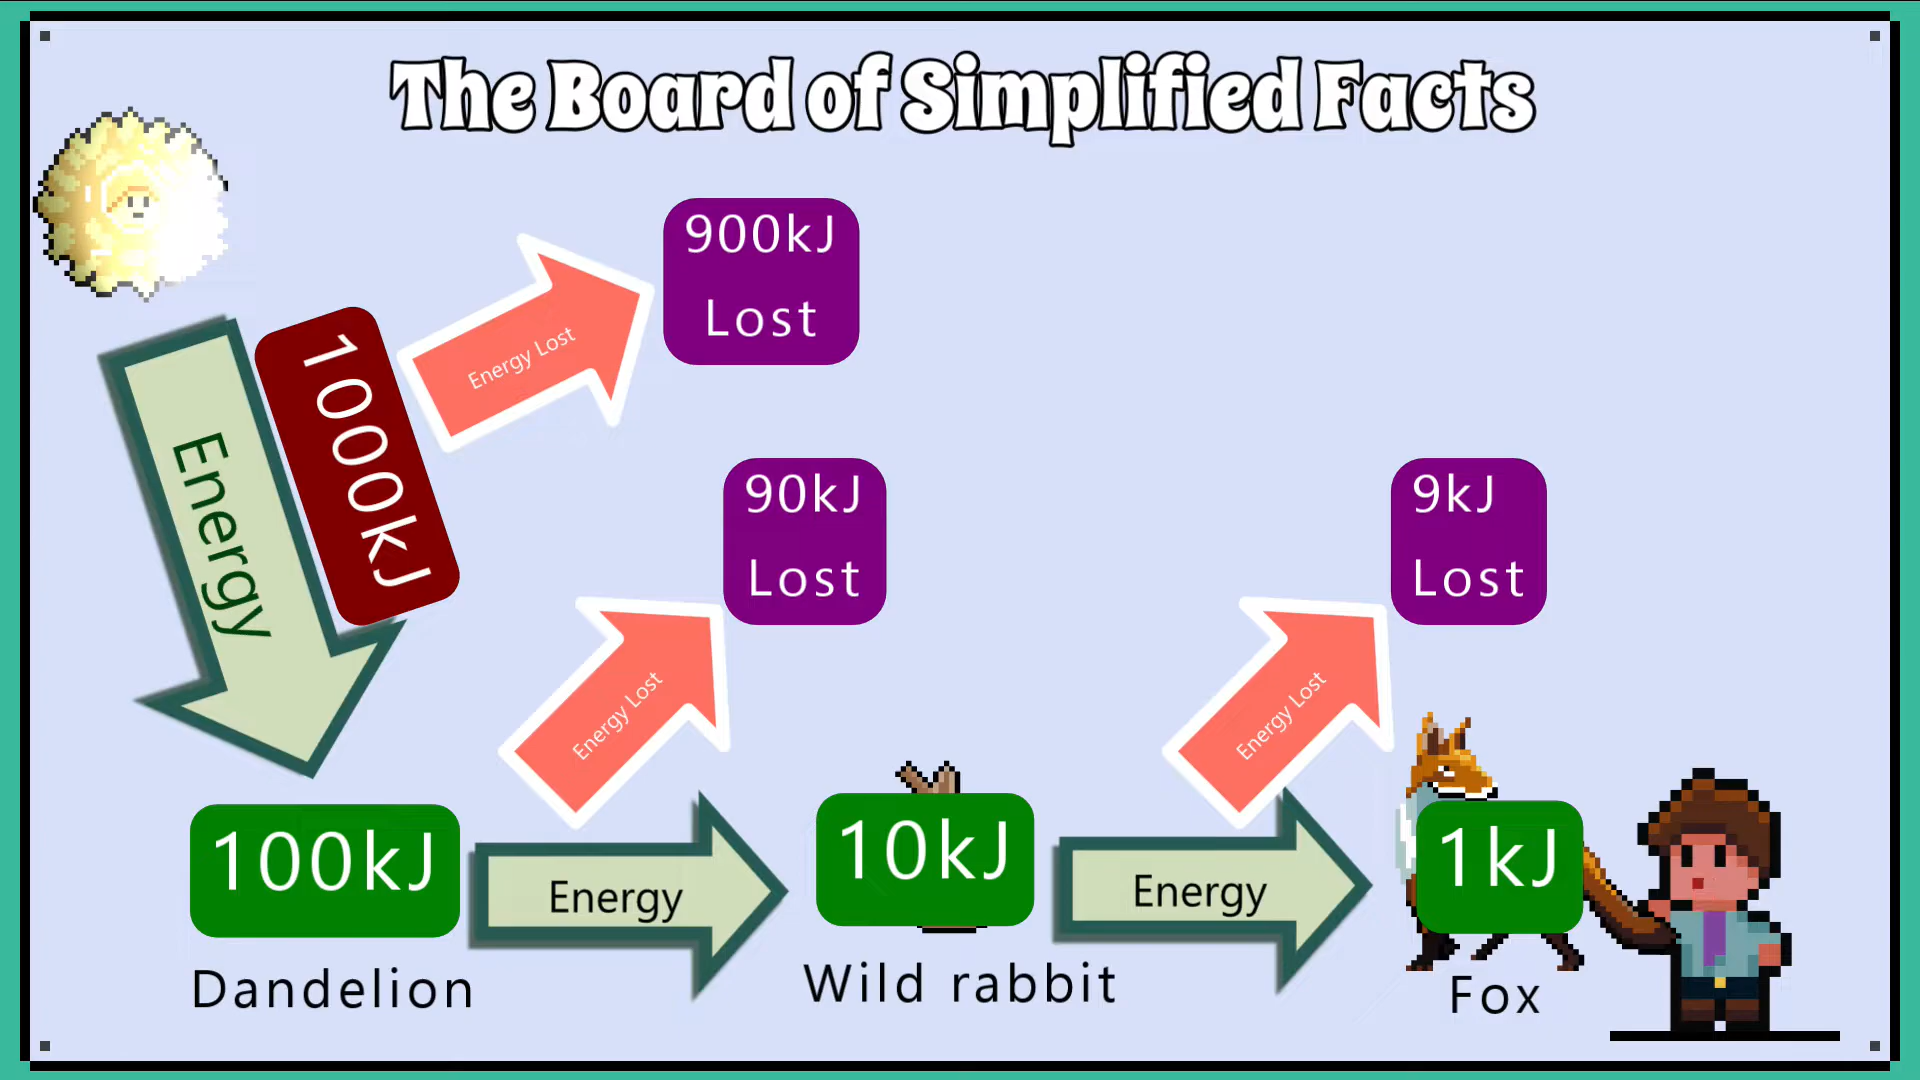 The Board of Simplified Facts
900kJ
Lost
Energy Lost
1000kJ
Energy
90kJ
Lost
9kJ
Lost
Energy Lost
Energy Lost
100kJ
Energy
10kJ
Energy
1kJ
Dandelion
Wild rabbit
Fox